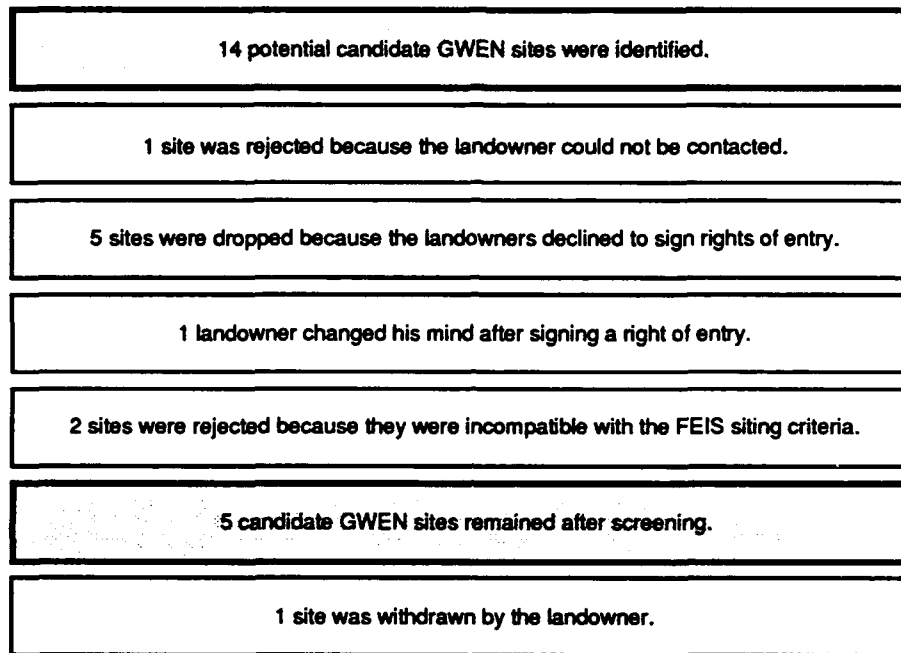 14 potential candidate GWEN sites were identified.
1 site was rejected because the landowner could not be contacted.
5 sites were dropped because the landowners declined to sign rights of entry.
1 landowner changed his mind after signing a right of entry.
2 sites were rejected because they were incompatible with the FEIS siting criteria.
5 candidate GWEN sites remained after screening.
1 site was withdrawn by the landowner.